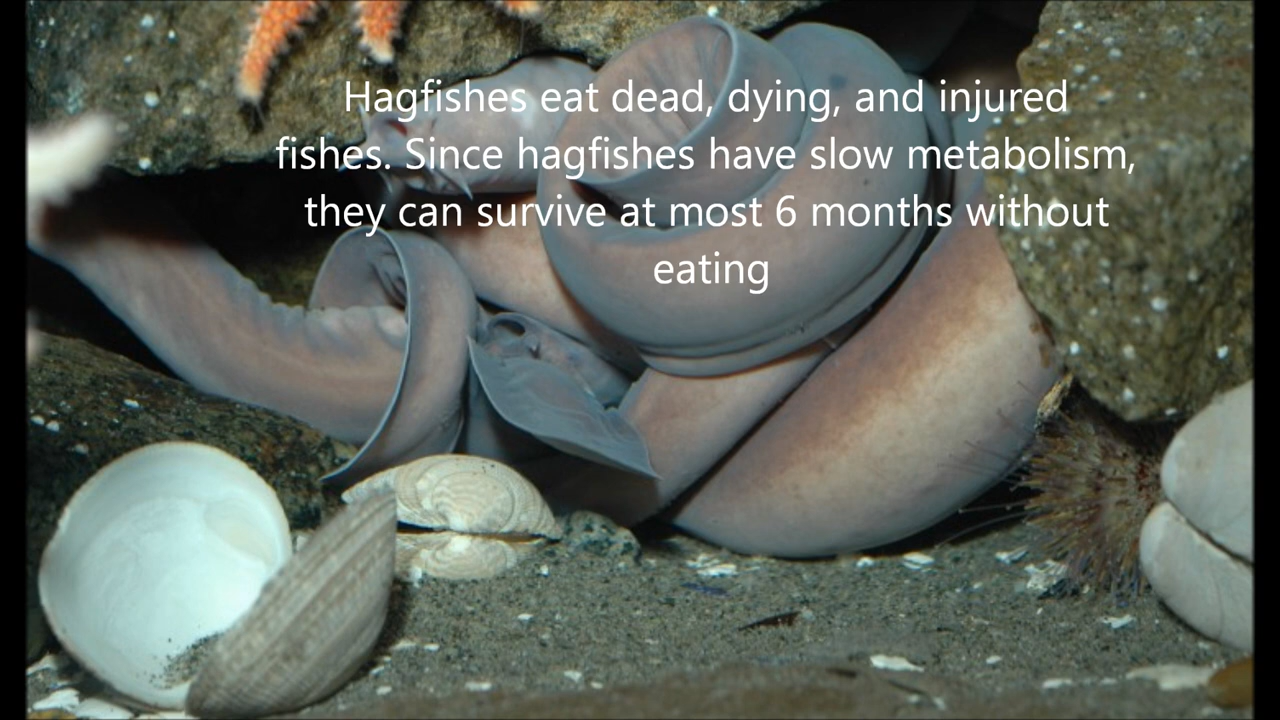 Hagfishes eat dead, dying, and injured
fishes. Since hagfishes have slow metabolism,
they can survive at most 6 months without
eating